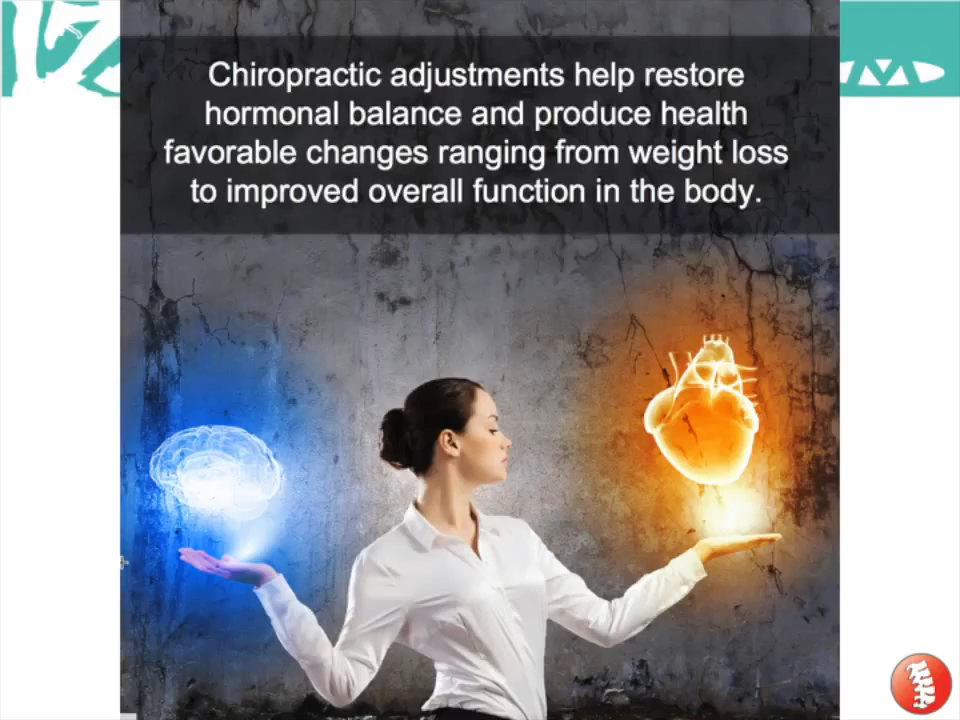 Chiropractic adjustments help restore
hormonal balance and produce health
favorable changes ranging from weight loss
to improved overall function in the body.